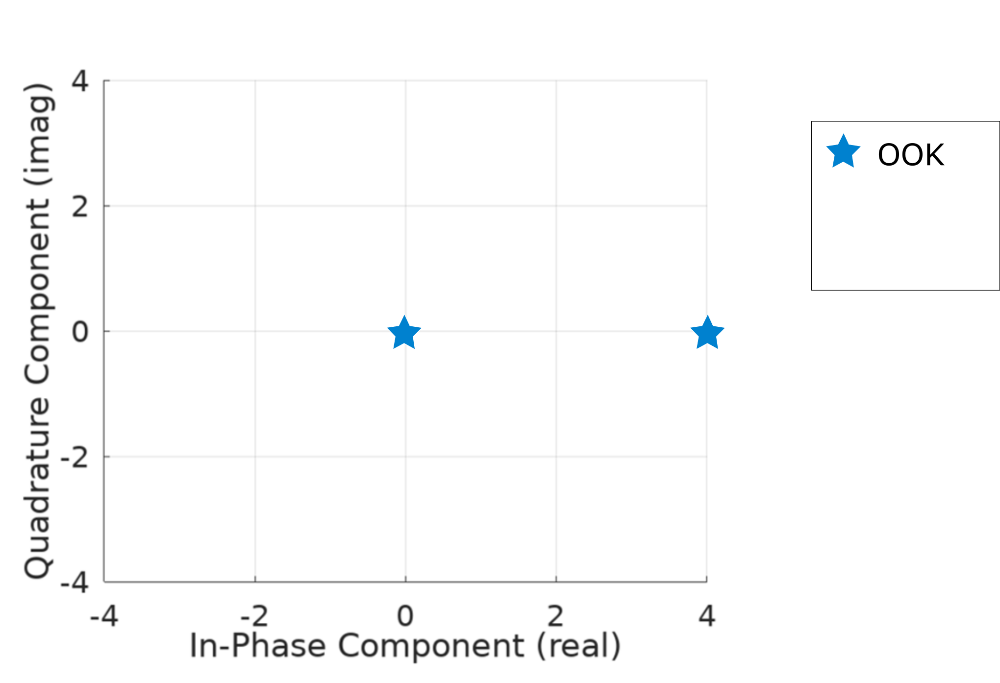 Quadrature Component (imag)
4
2
0
-2
-4
-4 -2 0 2 4
In-Phase Component (real)
OOK